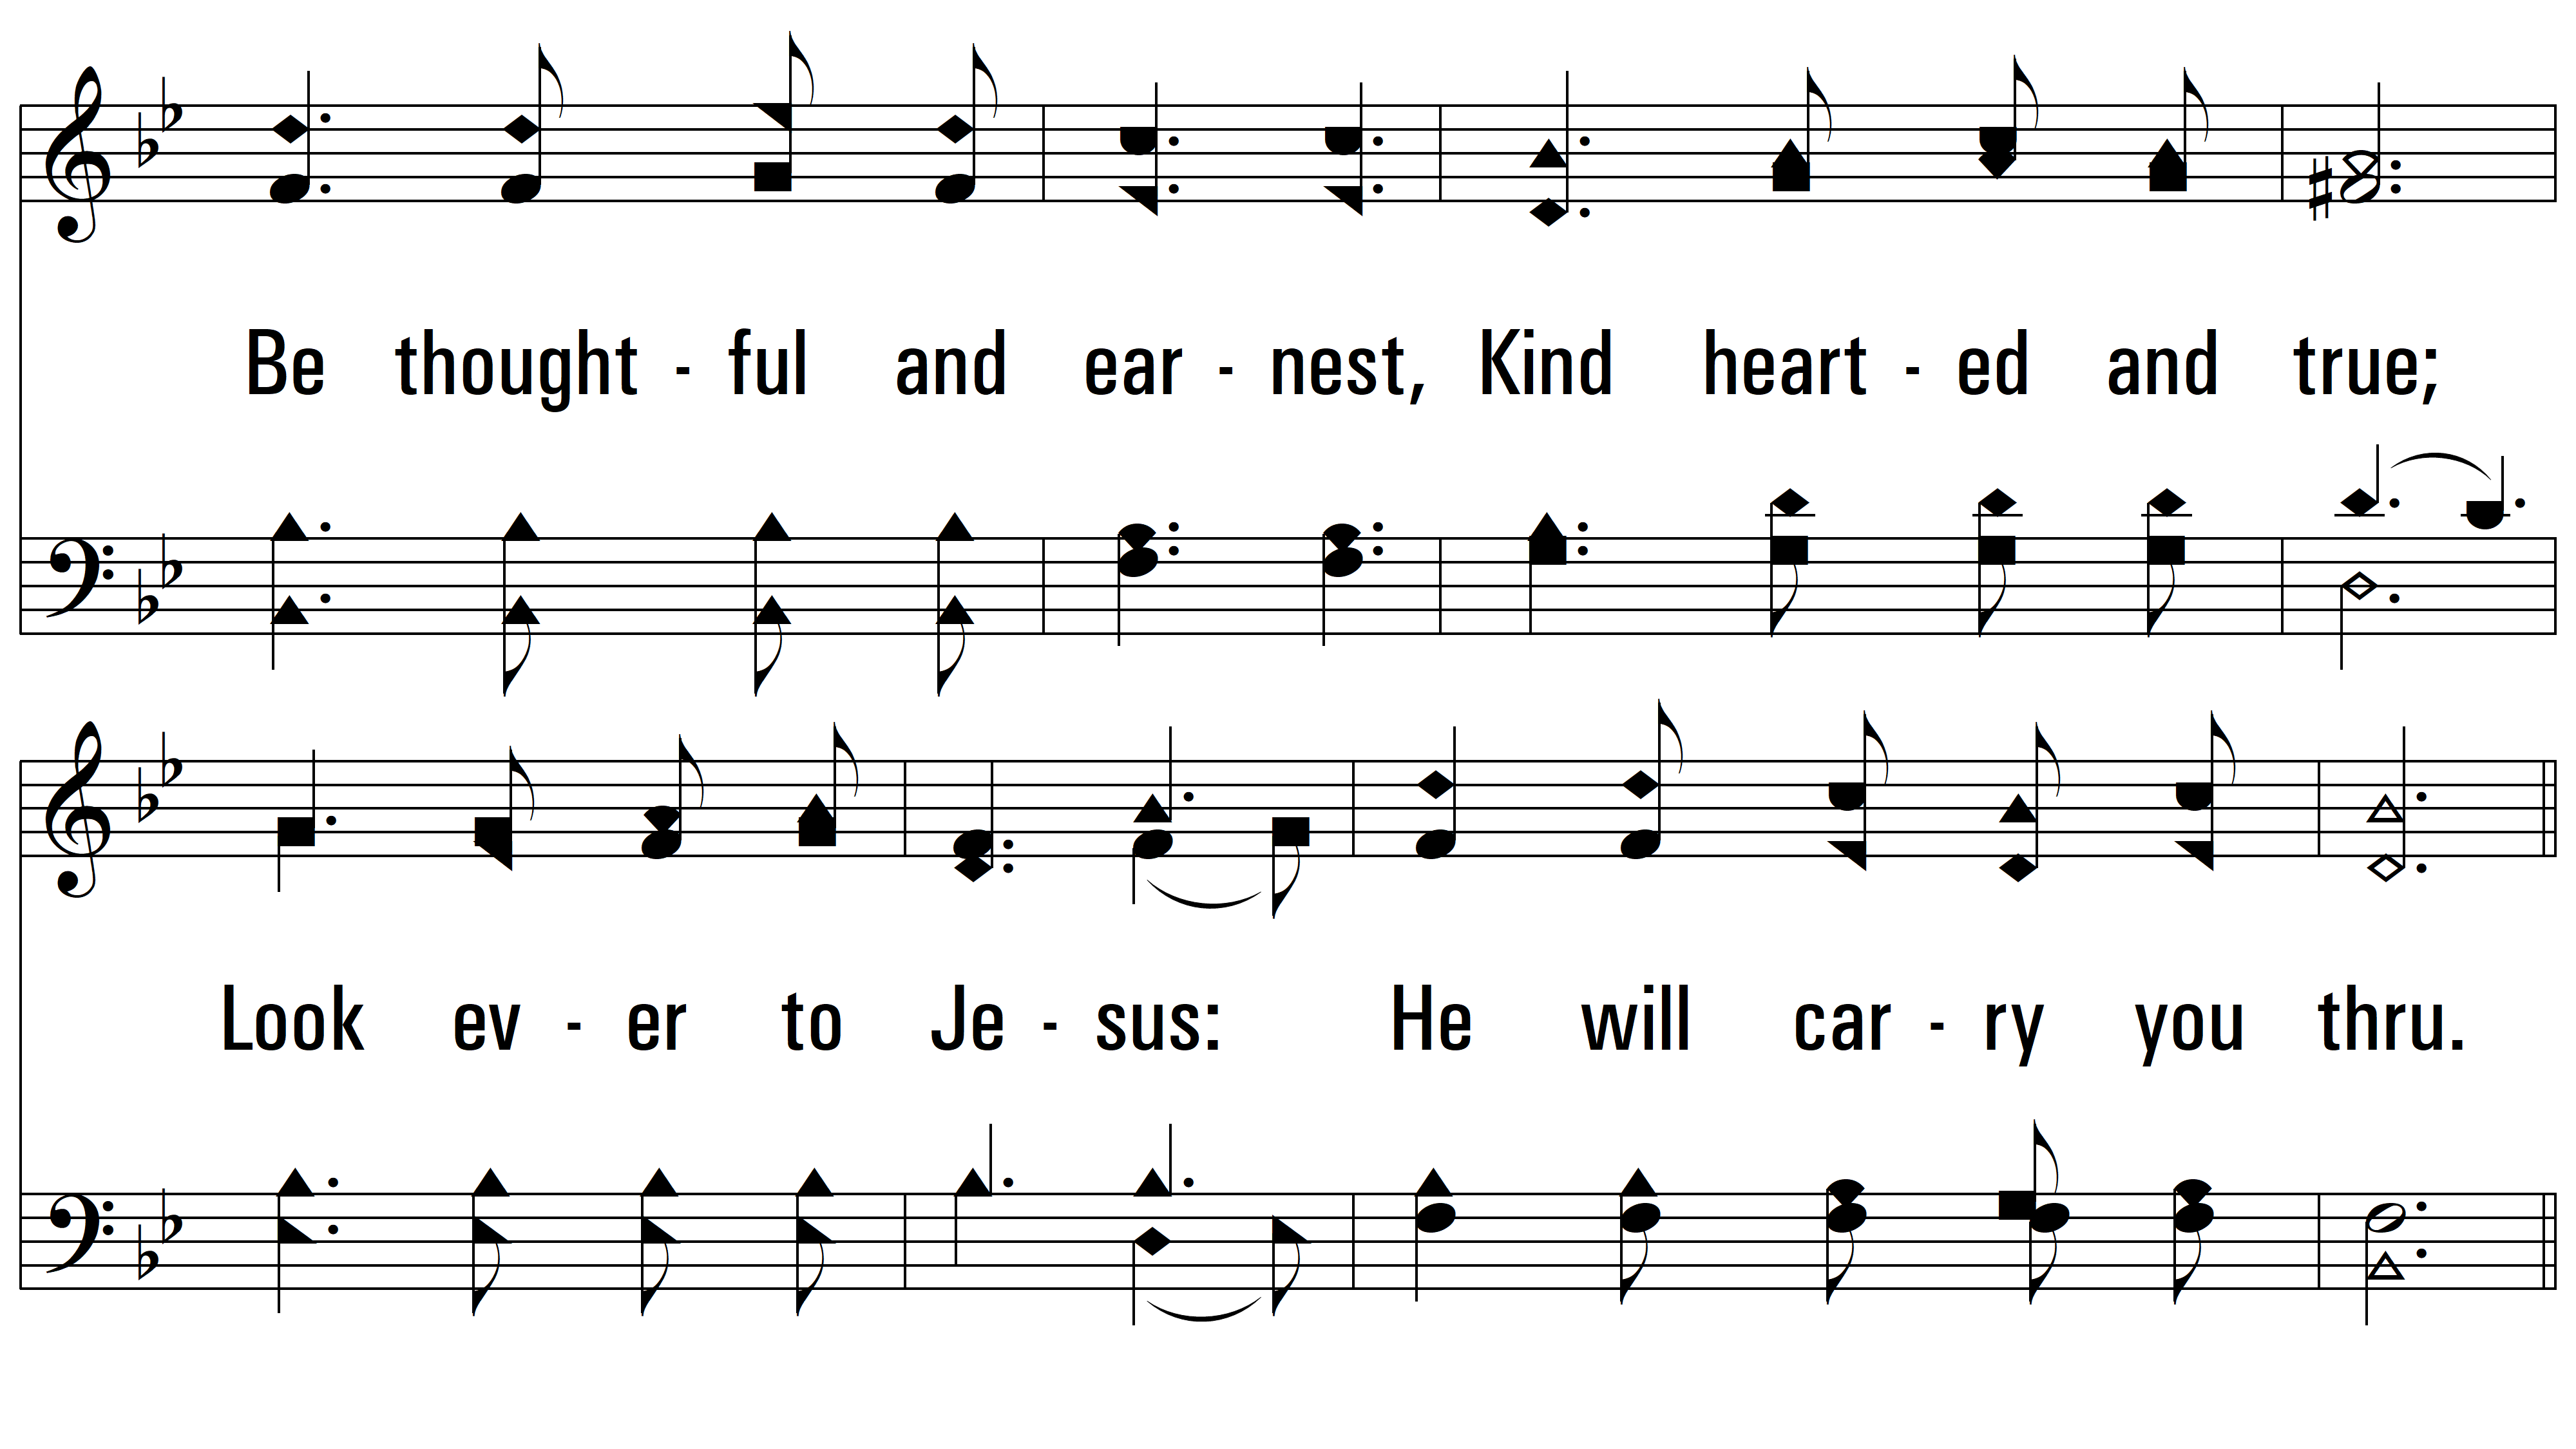 Be thought - ful and ear - nest, Kind heart - ed and true;
Look ev - er to Je - sus: He will car - ry you thru.